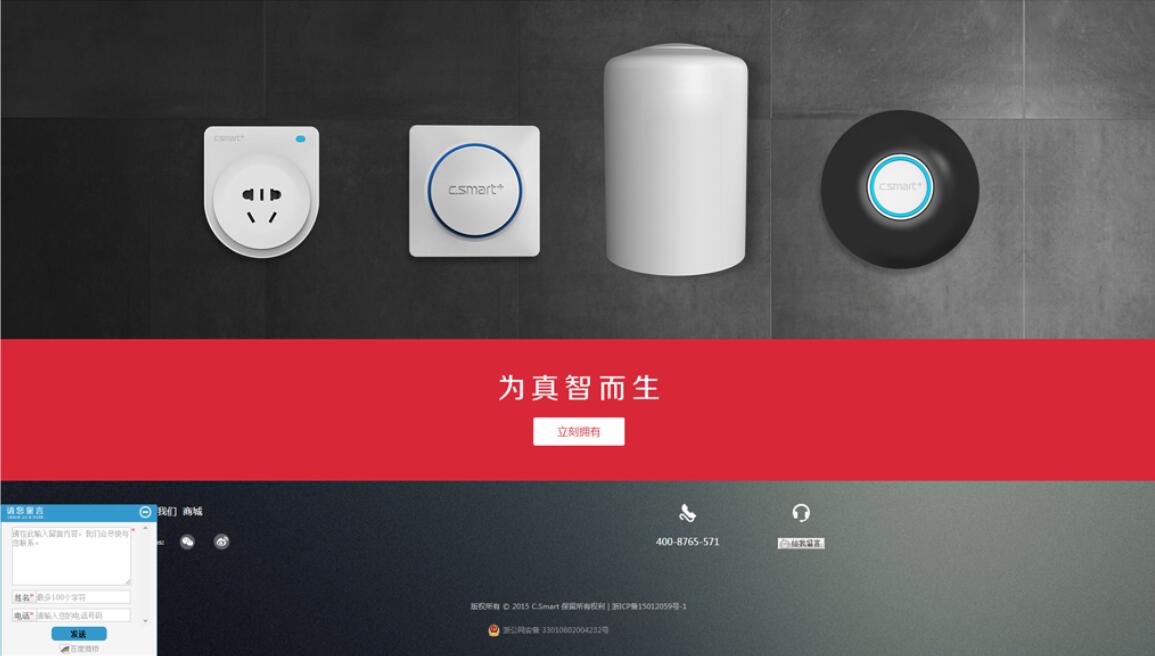 c.smart+
c.smart+
c.smart+
为真智而生
立刻拥有
请您留言
我们 商城
请在此输入留言内容，我们会尽快与
您联系。
姓名* 最多100个字符
电话* 请输入您的电话号码
发送
百度商桥
400-8765-571
给我留言
版权所有 © 2015 C.Smart 保留所有权利 | 浙ICP备15012059号-1
浙公网安备 33010802004232号